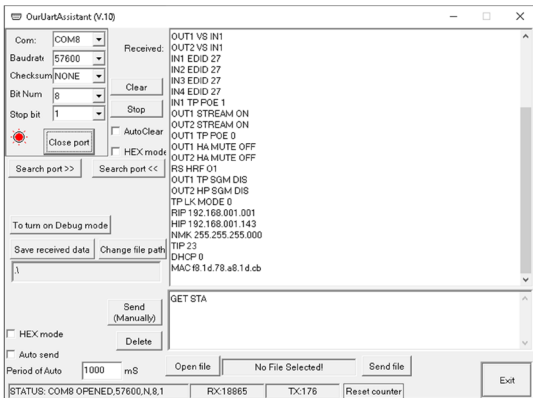 OurUartAssistant (V.10)
Com: COM8
Baudrate 57600
Checksum NONE
Bit Num 8
Stop bit 1
Close port
Received:
Clear
Stop
AutoClear
HEX mode
Search port >>
Search port <<
To turn on Debug mode
Save received data
Change file path
.\
OUT1 VS IN1
OUT2 VS IN1
IN1 EDID 27
IN2 EDID 27
IN3 EDID 27
IN4 EDID 27
IN1 TP POE 1
OUT1 STREAM ON
OUT2 STREAM ON
OUT1 TP POE 0
OUT1 HA MUTE OFF
OUT2 HA MUTE OFF
RS HRF O1
OUT1 TP SGM DIS
OUT2 HP SGM DIS
TP LK MODE 0
RIP 192.168.001.001
HIP 192.168.001.143
NMK 255.255.255.000
TIP 23
DHCP 0
MAC f8.1d.78.a8.1d.cb
Send
(Manually)
Delete
GET STA
HEX mode
Auto send
Period of Auto 1000 mS
Open file
No File Selected!
Send file
Exit
STATUS: COM8 OPENED,57600,N,8,1
RX:18865
TX:176
Reset counter